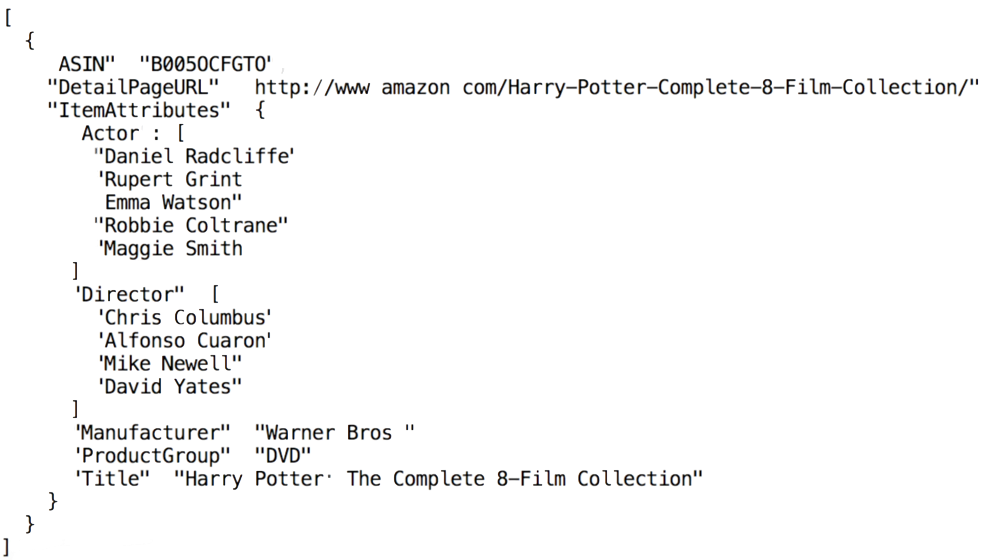 [
{
ASIN" "B005OCFGTO'
"DetailPageURL" http://www amazon com/Harry-Potter-Complete-8-Film-Collection/"
"ItemAttributes" {
Actor : [
"Daniel Radcliffe'
'Rupert Grint
Emma Watson"
"Robbie Coltrane"
'Maggie Smith
]
'Director" [
'Chris Columbus'
'Alfonso Cuaron'
'Mike Newell"
'David Yates"
]
'Manufacturer" "Warner Bros "
'ProductGroup" "DVD"
'Title" "Harry Potter· The Complete 8-Film Collection"
}
}
]